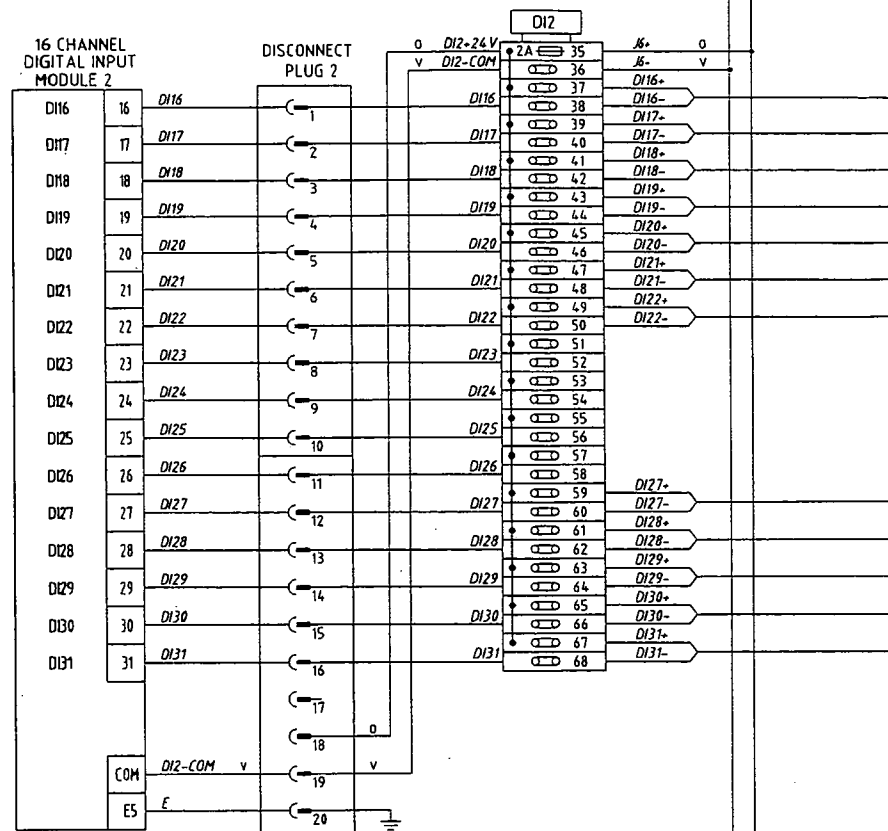 DI2
16 CHANNEL
DIGITAL INPUT
MODULE 2
DISCONNECT
PLUG 2
O DI2+24V 2A 35 J6+ O
V DI2-COM 36 J6- V
37 DI16+
DI16 16 DI16 1 DI16 38 DI16-
39 DI17+
DI17 17 DI17 2 DI17 40 DI17-
41 DI18+
DI18 18 DI18 3 DI18 42 DI18-
43 DI19+
DI19 19 DI19 4 DI19 44 DI19-
45 DI20+
DI20 20 DI20 5 DI20 46 DI20-
47 DI21+
DI21 21 DI21 6 DI21 48 DI21-
49 DI22+
DI22 22 DI22 7 DI22 50 DI22-
51
DI23 23 DI23 8 DI23 52
53
DI24 24 DI24 9 DI24 54
55
DI25 25 DI25 10 DI25 56
57
DI26 26 DI26 11 DI26 58
59 DI27+
DI27 27 DI27 12 DI27 60 DI27-
61 DI28+
DI28 28 DI28 13 DI28 62 DI28-
63 DI29+
DI29 29 DI29 14 DI29 64 DI29-
65 DI30+
DI30 30 DI30 15 DI30 66 DI30-
67 DI31+
DI31 31 DI31 16 DI31 68 DI31-
17
18 O
COM DI2-COM V 19 V
E5 E 20